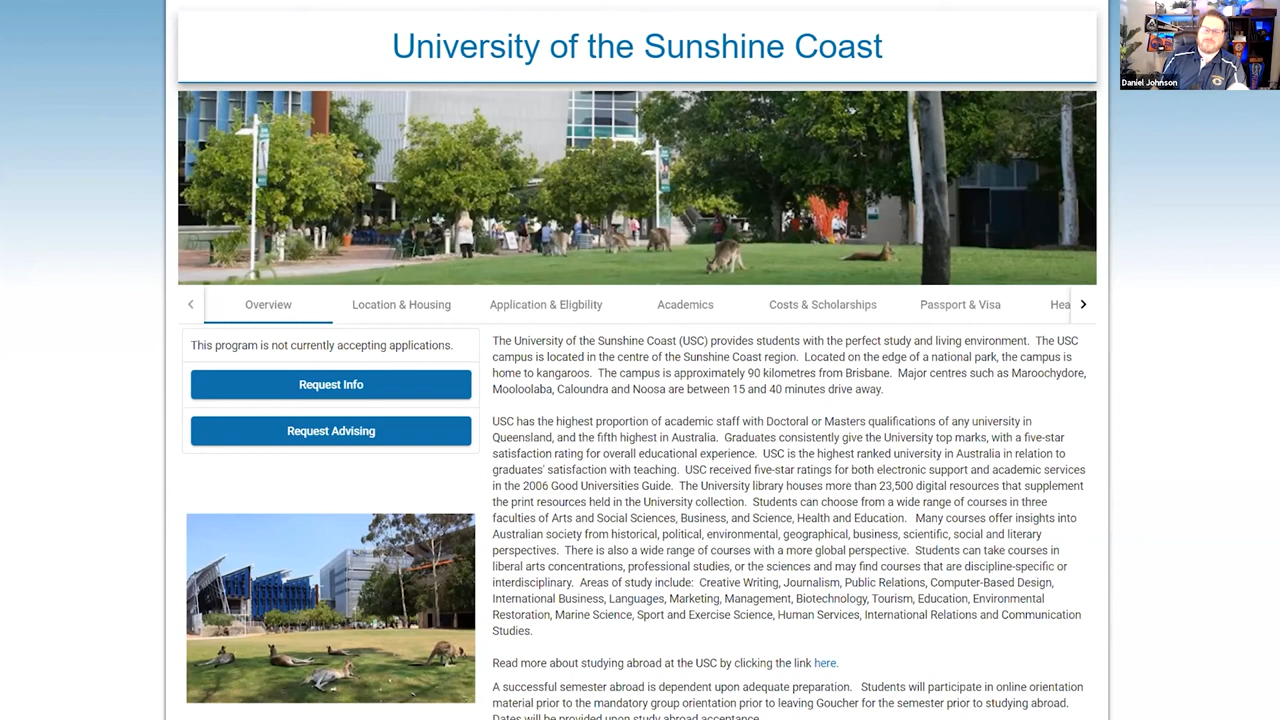 University of the Sunshine Coast
Daniel Johnson
Overview
Location & Housing
Application & Eligbility
Academics
Costs & Scholarships
Passport & Visa
Hea
This program is not currently accepting applications.
Request Info
Request Advising
The University of the Sunshine Coast (USC) provides students with the perfect study and living environment. The USC
campus is located in the centre of the Sunshine Coast region. Located on the edge of a national park, the campus is
home to kangaroos. The campus is approximately 90 kilometres from Brisbane. Major centres such as Maroochydore,
Mooloolaba, Caloundra and Noosa are between 15 and 40 minutes drive away.
USC has the highest proportion of academic staff with Doctoral or Masters qualifications of any university in
Queensland, and the fifth highest in Australia. Graduates consistently give the University top marks, with a five-star
satisfaction rating for overall educational experience. USC is the highest ranked university in Australia in relation to
graduates' satisfaction with teaching. USC received five-star ratings for both electronic support and academic services
in the 2006 Good Universities Guide. The University library houses more than 23,500 digital resources that supplement
the print resources held in the University collection. Students can choose from a wide range of courses in three
faculties of Arts and Social Sciences, Business, and Science, Health and Education. Many courses offer insights into
Australian society from historical, political, environmental, geographical, business, scientific, social and literary
perspectives. There is also a wide range of courses with a more global perspective. Students can take courses in
liberal arts concentrations, professional studies, or the sciences and may find courses that are discipline-specific or
interdisciplinary. Areas of study include: Creative Writing, Journalism, Public Relations, Computer-Based Design,
International Business, Languages, Marketing, Management, Biotechnology, Tourism, Education, Environmental
Restoration, Marine Science, Sport and Exercise Science, Human Services, International Relations and Communication
Studies.
Read more about studying abroad at the USC by clicking the link here.
A successful semester abroad is dependent upon adequate preparation. Students will participate in online orientation
material prior to the mandatory group orientation prior to leaving Goucher for the semester prior to studying abroad.
Dates will be provided upon study abroad acceptance.